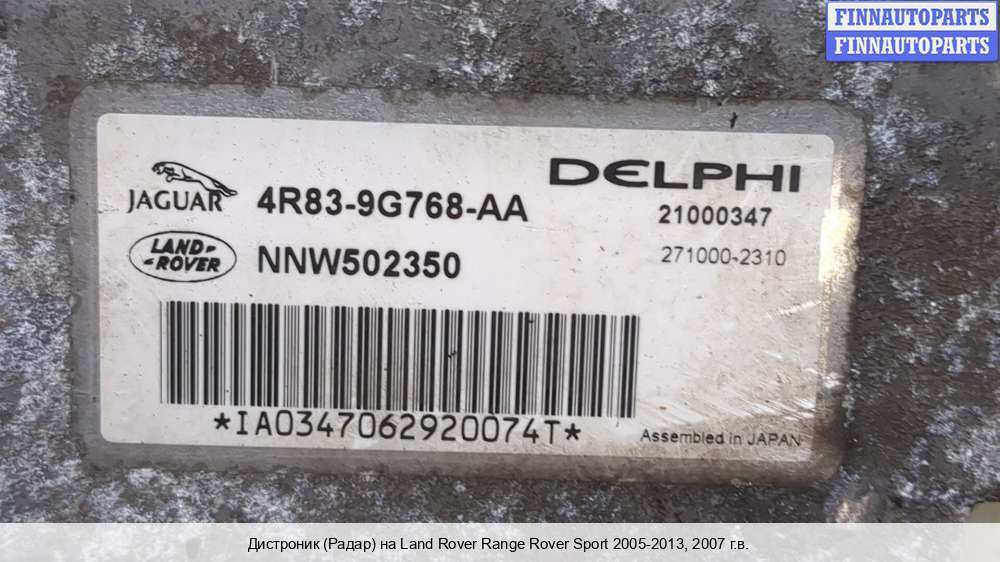 FINNAUTOPARTS
FINNAUTOPARTS
DELPHI
JAGUAR 4R83-9G768-AA
21000347
LAND-
-ROVER
NNW502350
271000-2310
*IA0347062920074T*
Assembled in JAPAN
Дистроник (Радар) на Land Rover Range Rover Sport 2005-2013, 2007 г.в.